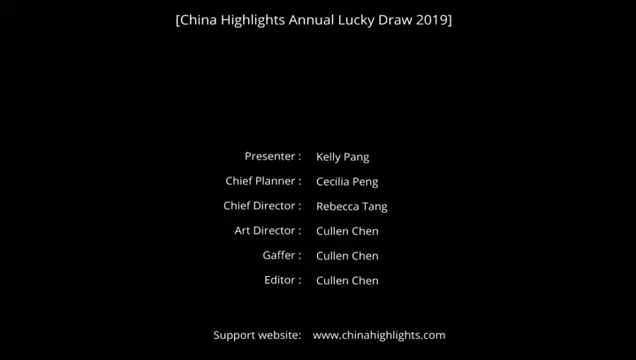 [China Highlights Annual Lucky Draw 2019]
Presenter : Kelly Pang
Chief Planner : Cecilia Peng
Chief Director : Rebecca Tang
Art Director : Cullen Chen
Gaffer : Cullen Chen
Editor : Cullen Chen
Support website: www.chinahighlights.com